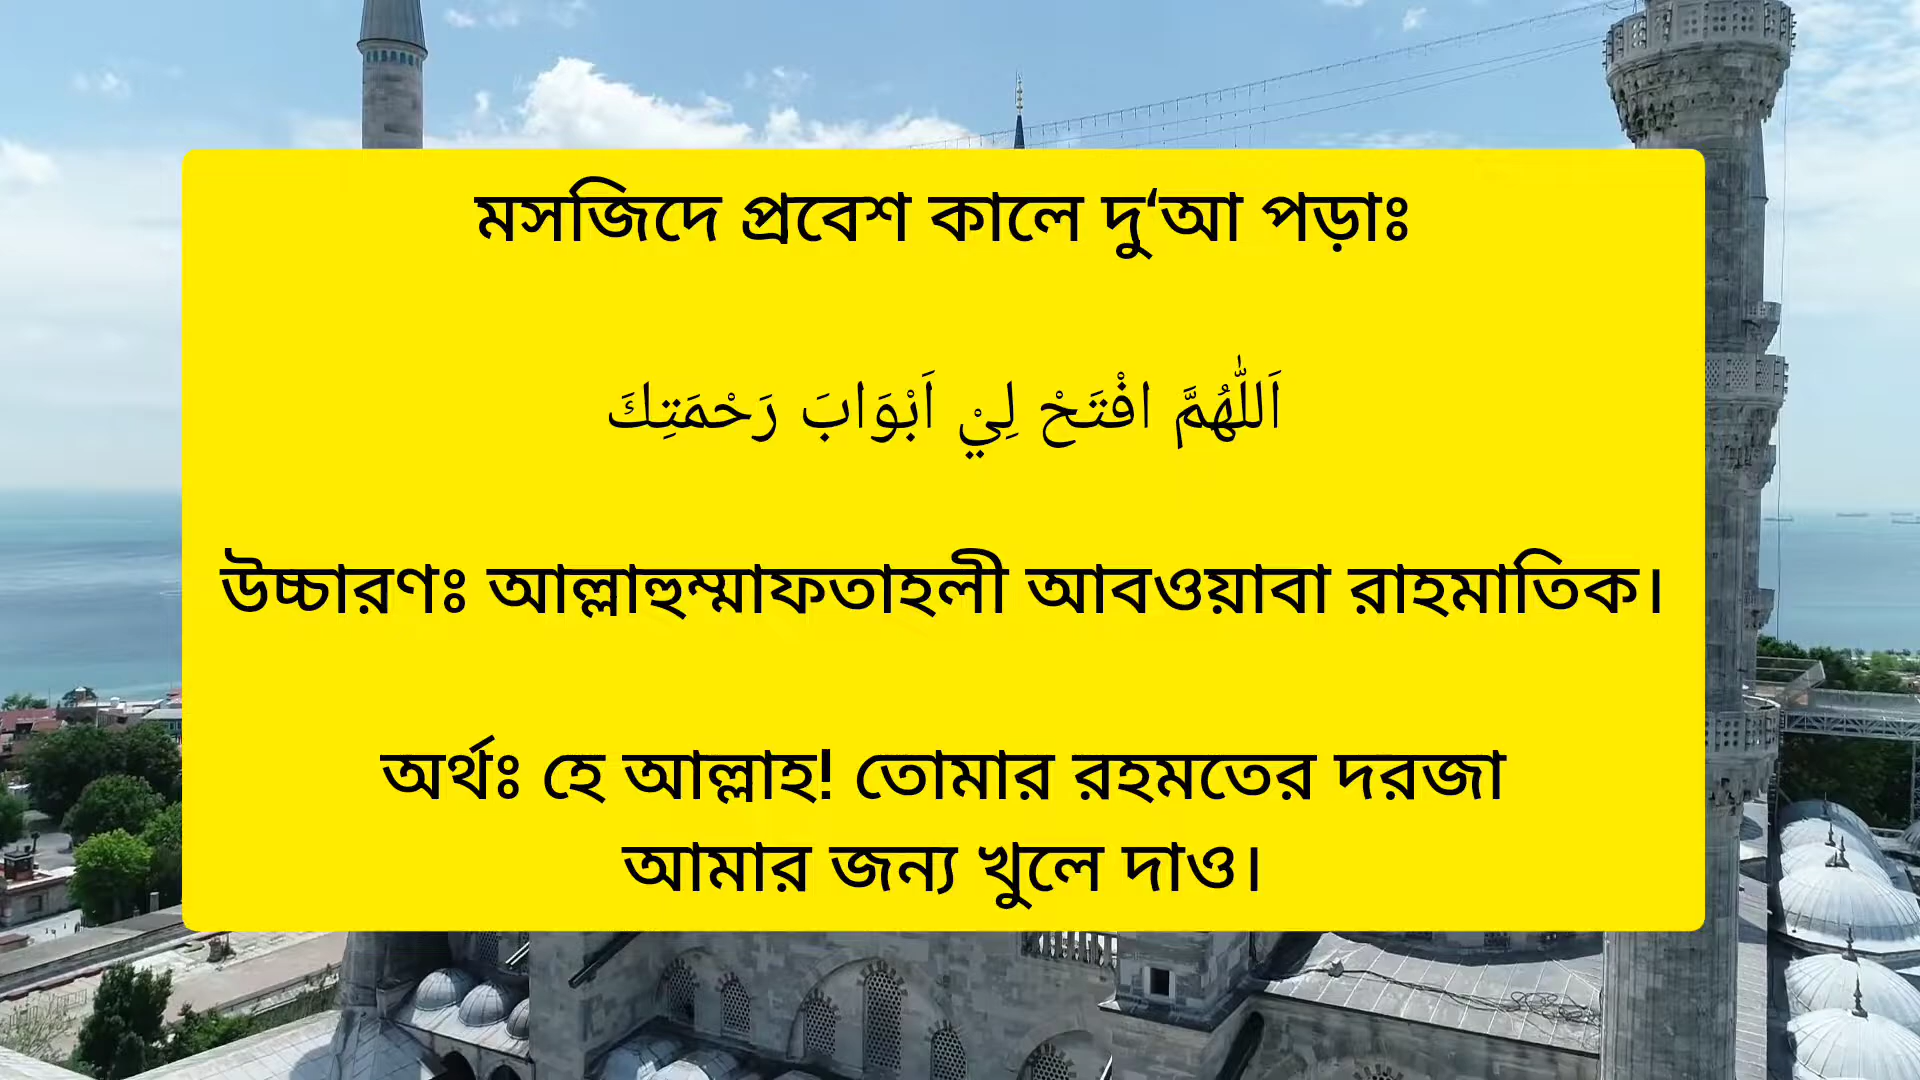 মসজিদে প্রবেশ কালে দু‘আ পড়াঃ
اَللّٰهُمَّ افْتَحْ لِيْ اَبْوَابَ رَحْمَتِكَ
উচ্চারণঃ আল্লাহুম্মাফতাহলী আবওয়াবা রাহমাতিক।
অর্থঃ হে আল্লাহ! তোমার রহমতের দরজা
আমার জন্য খুলে দাও।